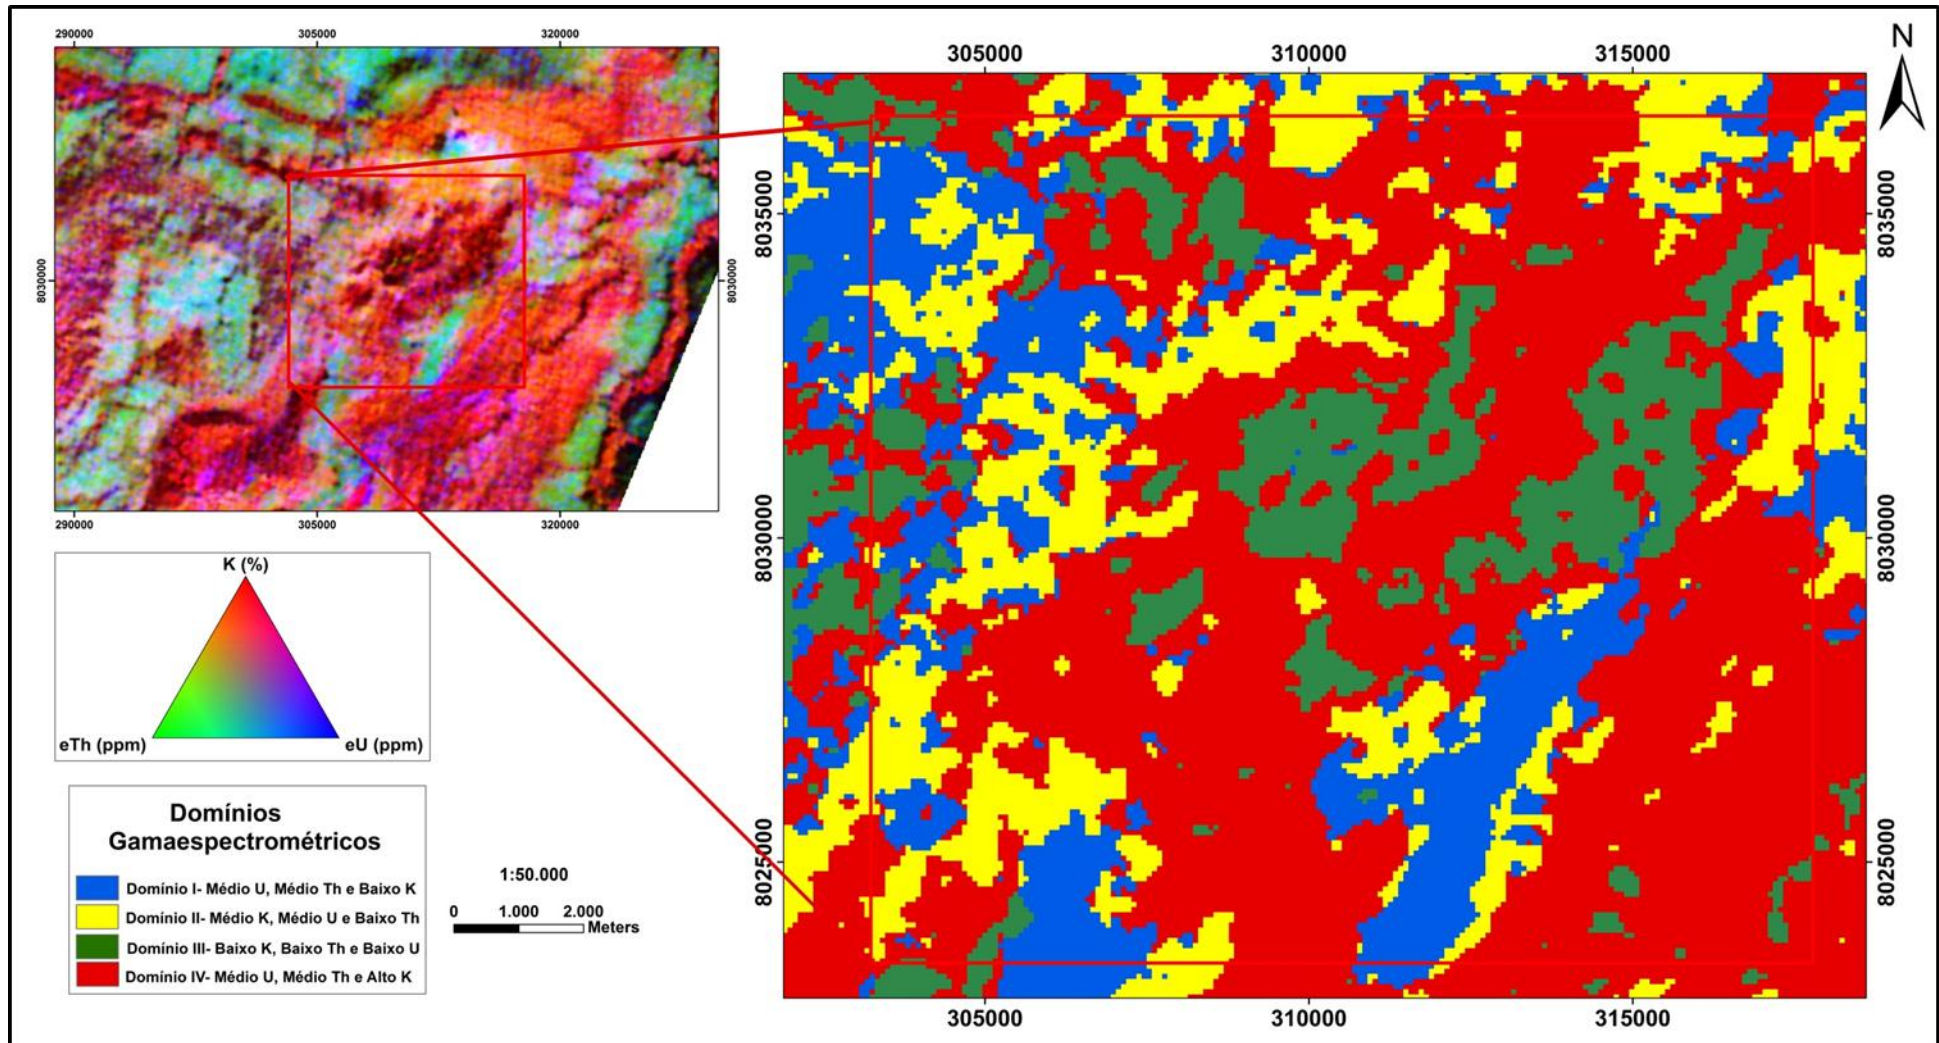 290000
305000
320000
8030000
8030000
290000
305000
320000
K (%)
eTh (ppm)
eU (ppm)
Domínios
Gamaespectrométricos
Domínio I- Médio U, Médio Th e Baixo K
Domínio II- Médio K, Médio U e Baixo Th
Domínio III- Baixo K, Baixo Th e Baixo U
Domínio IV- Médio U, Médio Th e Alto K
1:50.000
0 1.000 2.000
Meters
305000
310000
315000
N
8035000
8035000
8030000
8030000
8025000
8025000
305000
310000
315000